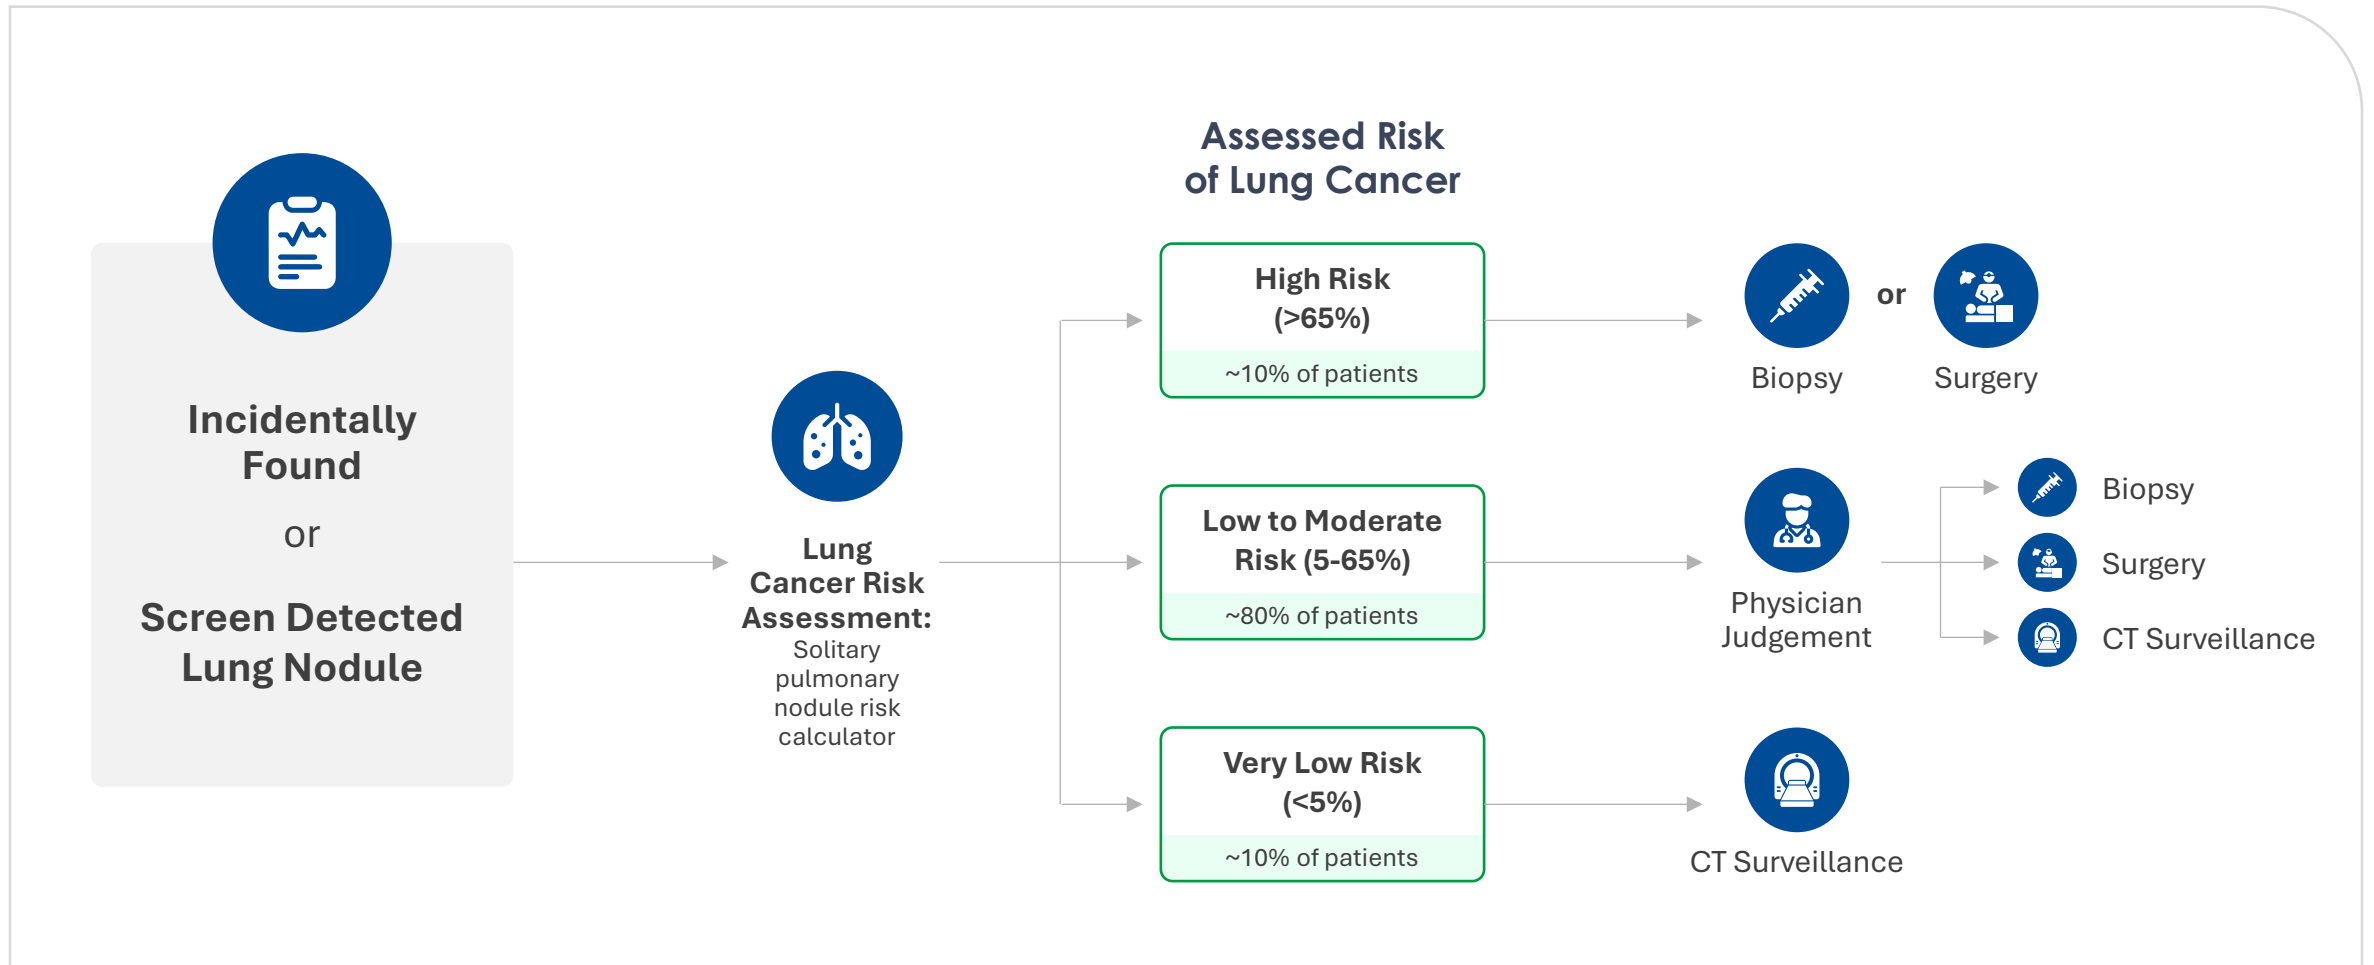 Incidentally
Found
or
Screen Detected
Lung Nodule
Lung
Cancer Risk
Assessment:
Solitary
pulmonary
nodule risk
calculator
Assessed Risk
of Lung Cancer
High Risk
(>65%)
~10% of patients
or
Biopsy
Surgery
Low to Moderate
Risk (5-65%)
~80% of patients
Physician
Judgement
Biopsy
Surgery
CT Surveillance
Very Low Risk
(<5%)
~10% of patients
CT Surveillance